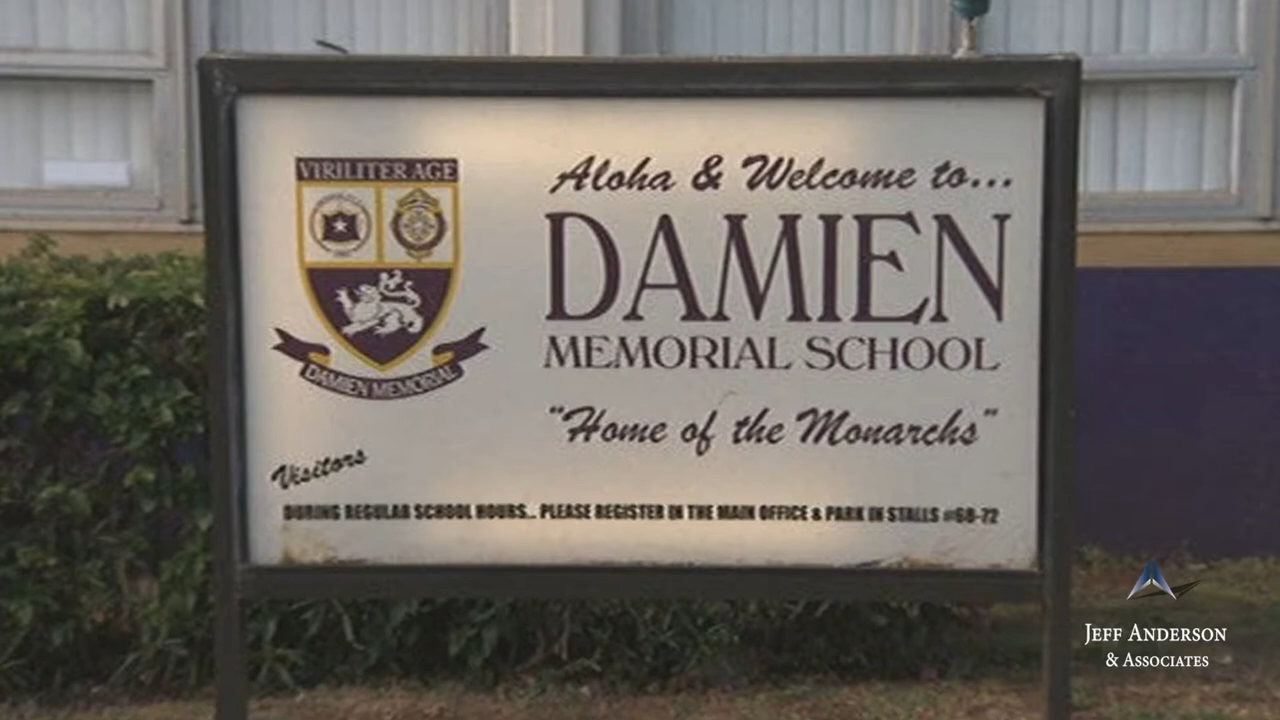 VIRILITER AGE
DAMIEN MEMORIAL
Aloha & Welcome to...
DAMIEN
MEMORIAL SCHOOL
"Home of the Monarchs"
Visitors
DURING REGULAR SCHOOL HOURS... PLEASE REGISTER IN THE MAIN OFFICE & PARK IN STALLS #68-72
JEFF ANDERSON
& ASSOCIATES